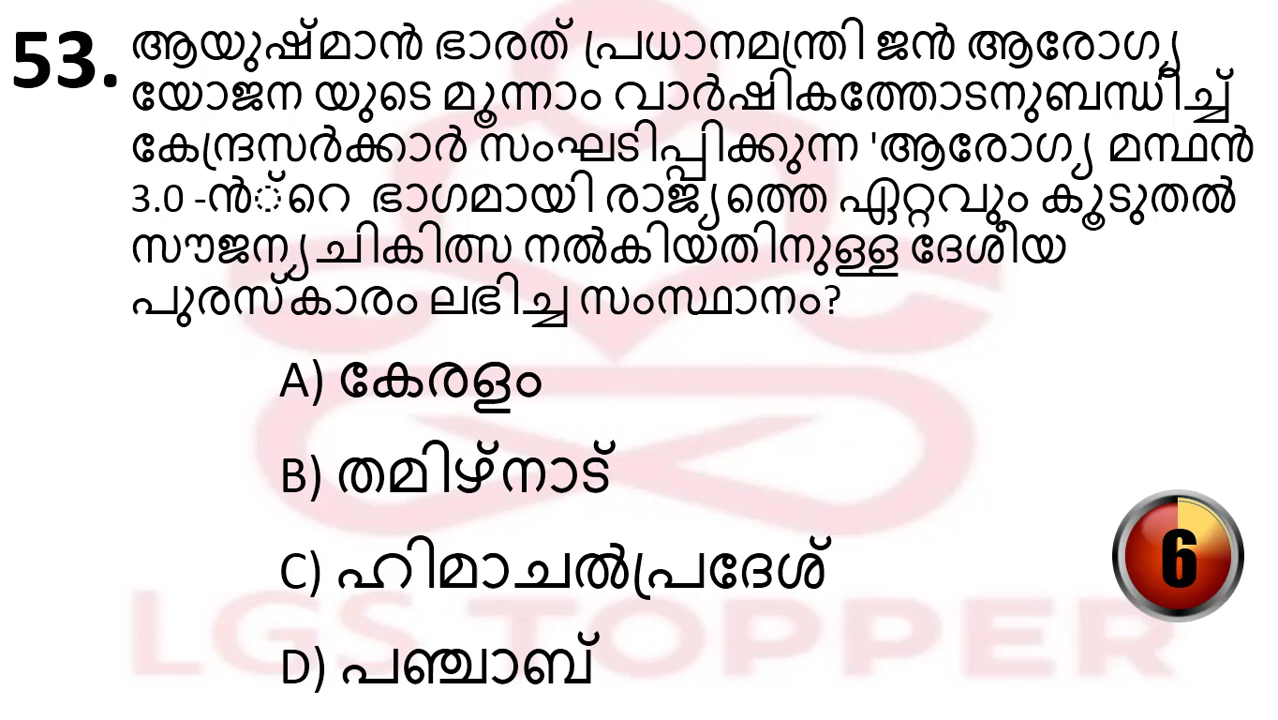 53. ആയുഷ്മാൻ ഭാരത് പ്രധാനമന്ത്രി ജൻ ആരോഗ്യ
യോജന യുടെ മൂന്നാം വാർഷികത്തോടനുബന്ധിച്ച്
കേന്ദ്രസർക്കാർ സംഘടിപ്പിക്കുന്ന 'ആരോഗ്യ മന്ഥൻ
3.0 -ൻ്റെ ഭാഗമായി രാജ്യത്തെ ഏറ്റവും കൂടുതൽ
സൗജന്യചികിത്സ നൽകിയതിനുള്ള ദേശീയ
പുരസ്കാരം ലഭിച്ച സംസ്ഥാനം?
A) കേരളം
B) തമിഴ്നാട്
C) ഹിമാചൽപ്രദേശ്
6
D) പഞ്ചാബ്
LGS TOPPER